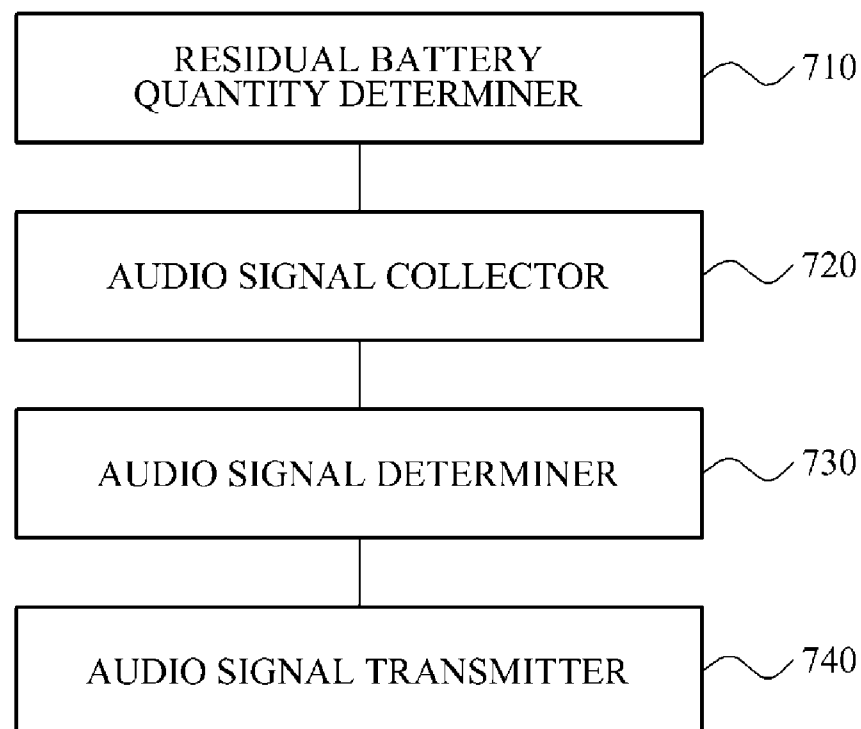 RESIDUAL BATTERY
QUANTITY DETERMINER
710
AUDIO SIGNAL COLLECTOR
720
AUDIO SIGNAL DETERMINER
730
AUDIO SIGNAL TRANSMITTER
740